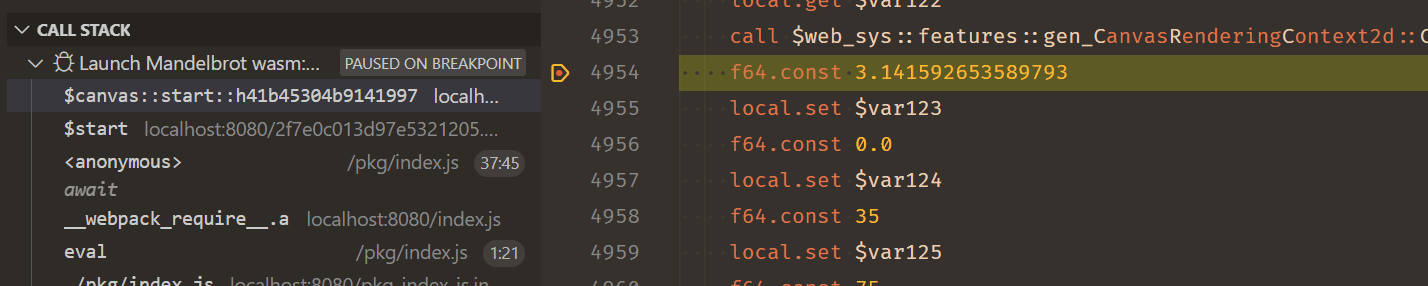 CALL STACK
Launch Mandelbrot wasm:... PAUSED ON BREAKPOINT
$canvas::start::h41b45304b9141997 localh...
$start localhost:8080/2f7e0c013d97e5321205....
<anonymous> /pkg/index.js 37:45
await
__webpack_require__.a localhost:8080/index.js
eval /pkg/index.js 1:21
./pkg/index.js localhost:8080/pkg_index_js.in
4952 local.get $var122
4953 call $web_sys::features::gen_CanvasRenderingContext2d::C
4954 f64.const 3.141592653589793
4955 local.set $var123
4956 f64.const 0.0
4957 local.set $var124
4958 f64.const 35
4959 local.set $var125
4960 f64.const 75